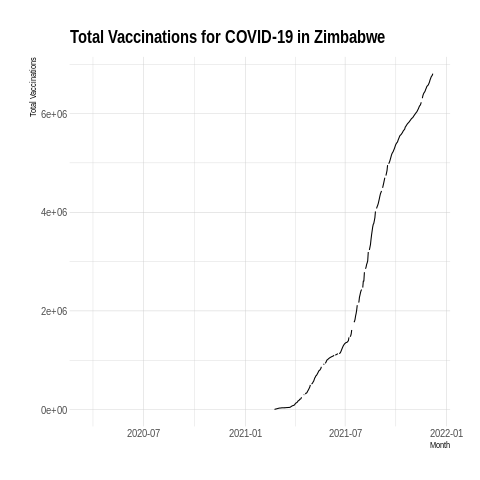 Total Vaccinations for COVID-19 in Zimbabwe
Total Vaccinations
6e+06
4e+06
2e+06
0e+00
2020-07 2021-01 2021-07 2022-01
Month